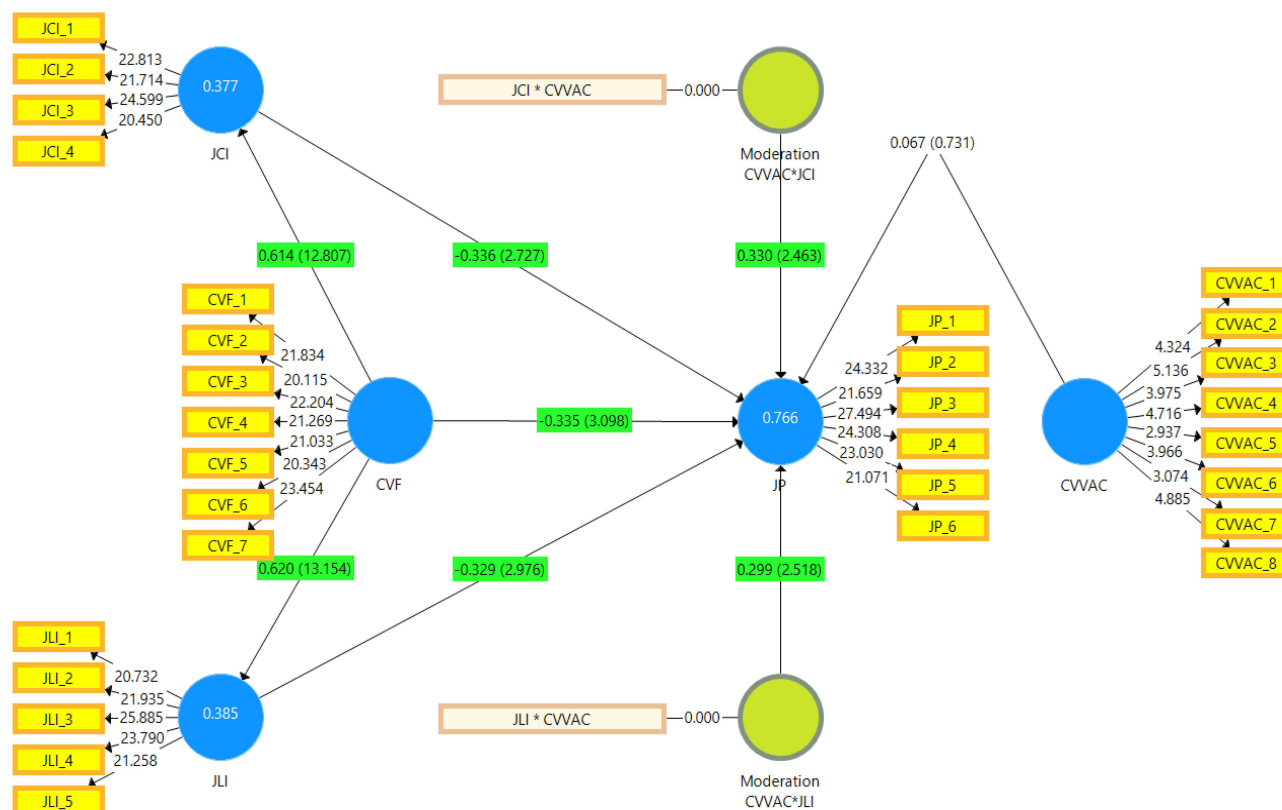 JCI_1
JCI_2
JCI_3
JCI_4
22.813
21.714
24.599
20.450
0.377
JCI
JCI * CVVAC
0.000
Moderation
CVVAC*JCI
0.067 (0.731)
0.614 (12.807)
-0.336 (2.727)
0.330 (2.463)
CVF_1
CVF_2
CVF_3
CVF_4
CVF_5
CVF_6
CVF_7
21.834
20.115
22.204
21.269
21.033
20.343
23.454
CVF
-0.335 (3.098)
0.766
JP
24.332
21.659
27.494
24.308
23.030
21.071
JP_1
JP_2
JP_3
JP_4
JP_5
JP_6
CVVAC
4.324
5.136
3.975
4.716
2.937
3.966
3.074
4.885
CVVAC_1
CVVAC_2
CVVAC_3
CVVAC_4
CVVAC_5
CVVAC_6
CVVAC_7
CVVAC_8
0.620 (13.154)
-0.329 (2.976)
0.299 (2.518)
JLI_1
JLI_2
JLI_3
JLI_4
JLI_5
20.732
21.935
25.885
23.790
21.258
0.385
JLI
JLI * CVVAC
0.000
Moderation
CVVAC*JLI